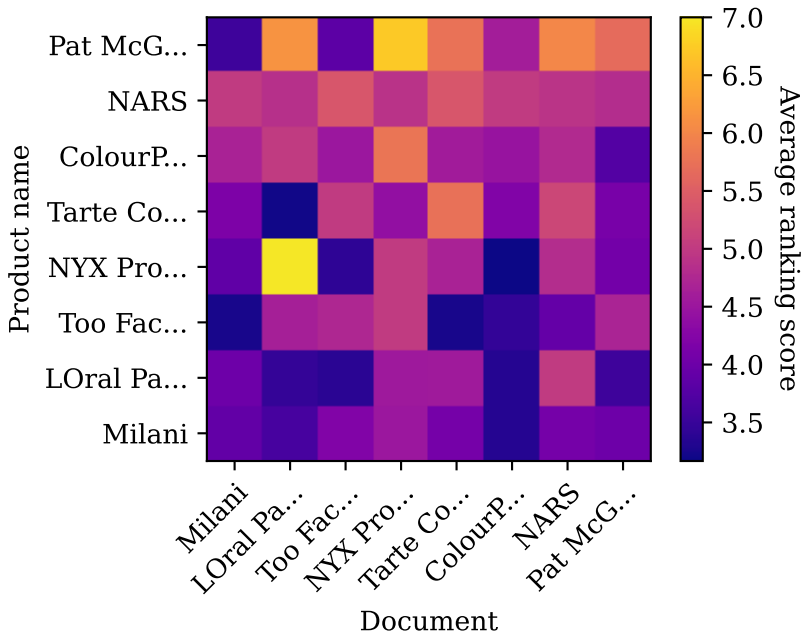 Product name
Pat McG...
NARS
ColourP...
Tarte Co...
NYX Pro...
Too Fac...
LOral Pa...
Milani
Milani
LOral Pa...
Too Fac...
NYX Pro...
Tarte Co...
ColourP...
NARS
Pat McG...
Document
7.0
6.5
6.0
5.5
5.0
4.5
4.0
3.5
Average ranking score